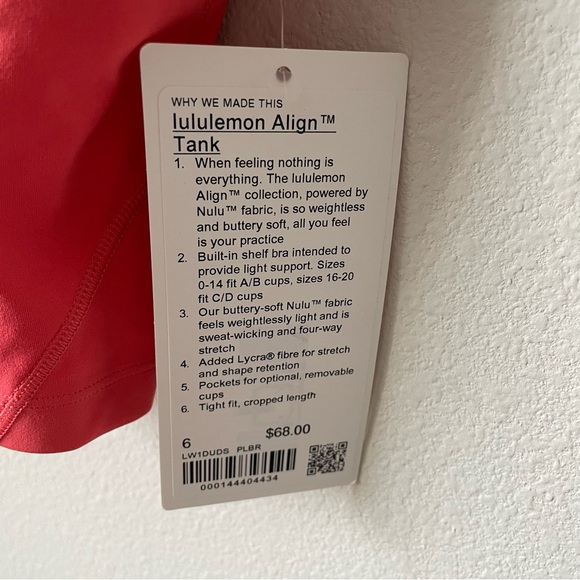 WHY WE MADE THIS
lululemon Align™
Tank
1. When feeling nothing is
everything. The lululemon
Align™ collection, powered by
Nulu™ fabric, is so weightless
and buttery soft, all you feel
is your practice
2. Built-in shelf bra intended to
provide light support. Sizes
0-14 fit A/B cups, sizes 16-20
fit C/D cups
3. Our buttery-soft Nulu™ fabric
feels weightlessly light and is
sweat-wicking and four-way
stretch
4. Added Lycra® fibre for stretch
and shape retention
5. Pockets for optional, removable
cups
6. Tight fit, cropped length
6 $68.00
LW1DUDS PLBR
000144404434